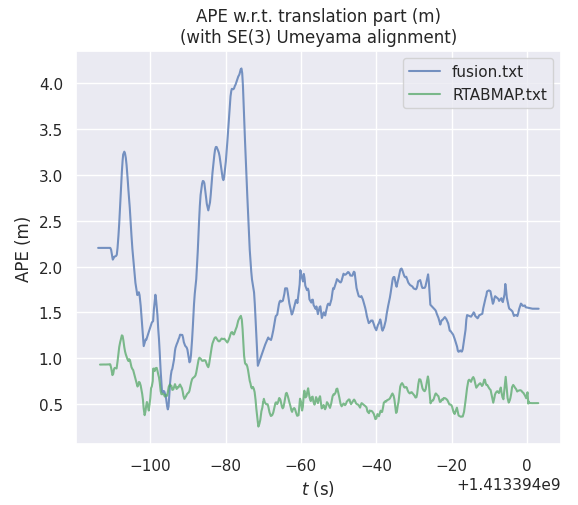 APE w.r.t. translation part (m)
(with SE(3) Umeyama alignment)
fusion.txt
RTABMAP.txt
4.0
3.5
3.0
2.5
2.0
1.5
1.0
0.5
APE (m)
−100
−80
−60
−40
−20
0
+1.413394e9
t (s)